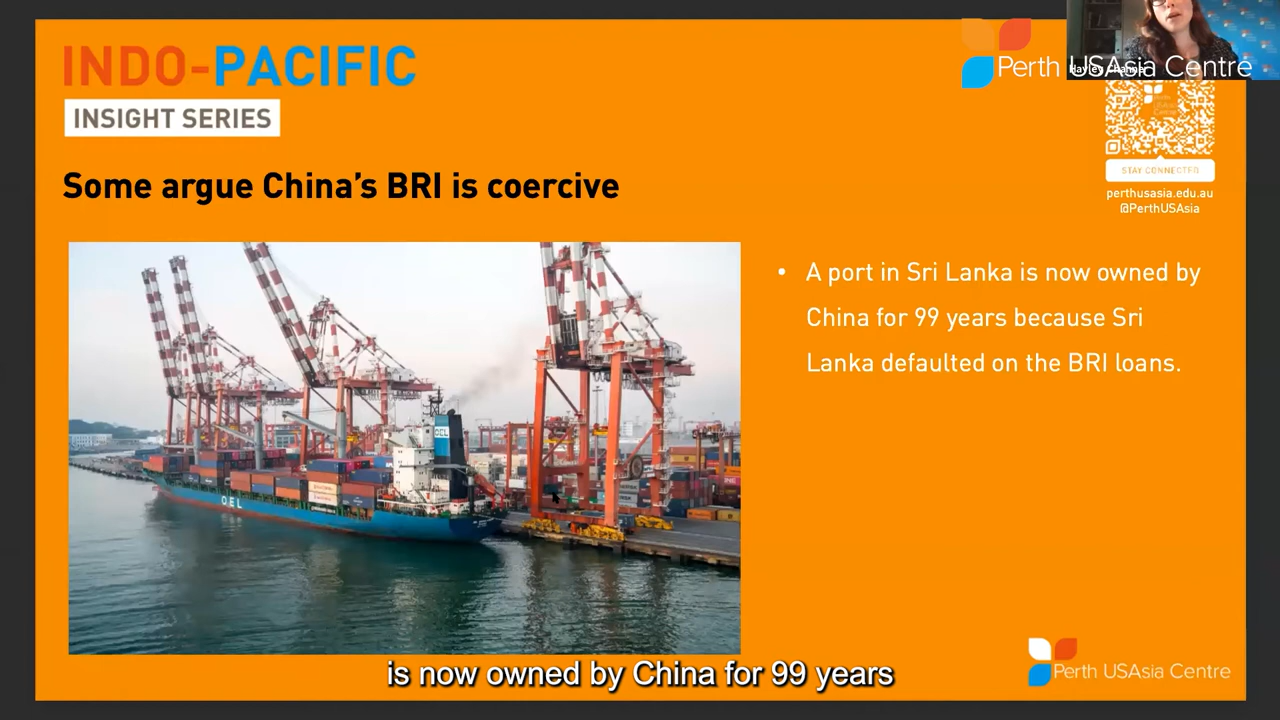 INDO-PACIFIC
INSIGHT SERIES
Perth USAsia Centre
STAY CONNECTED
perthusasia.edu.au
@PerthUSAsia
Some argue China's BRI is coercive
• A port in Sri Lanka is now owned by
China for 99 years because Sri
Lanka defaulted on the BRI loans.
OEL
OEL
is now owned by China for 99 years
Perth USAsia Centre